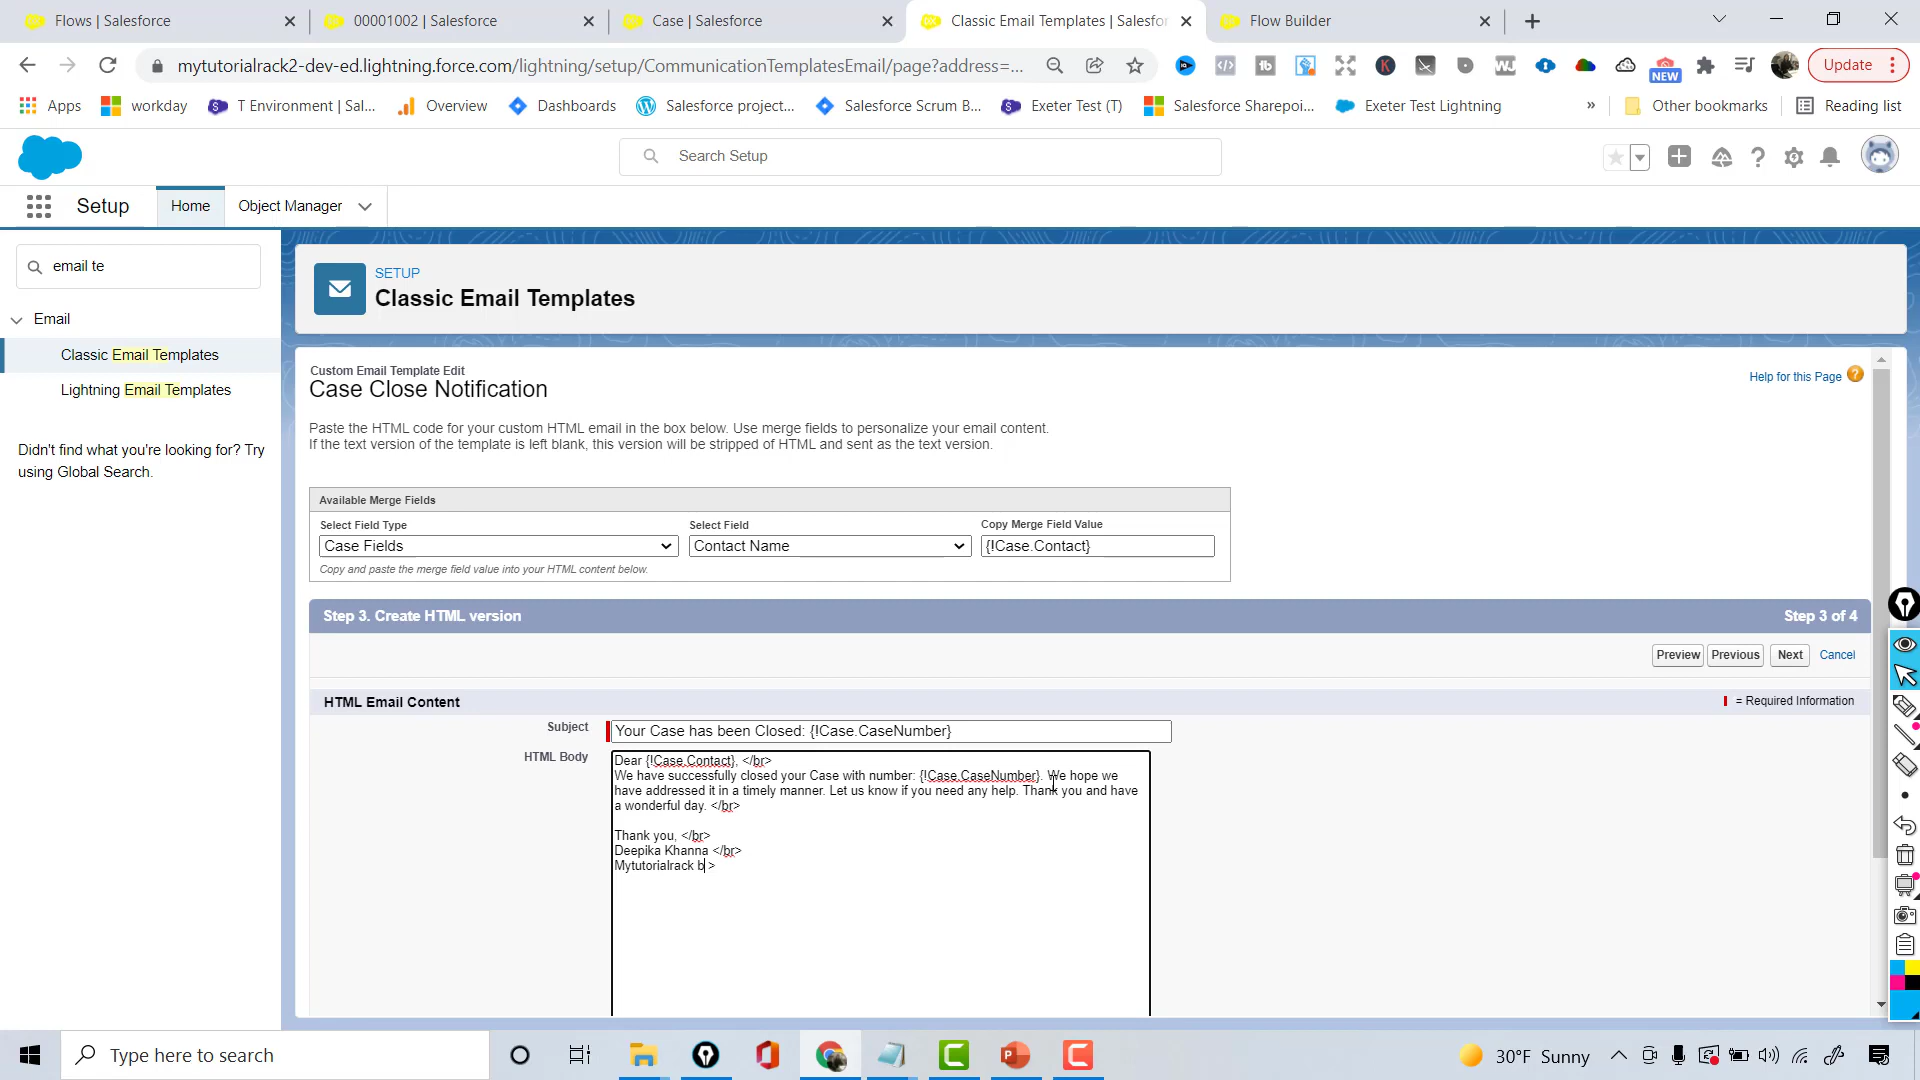 Flows | Salesforce
00001002 | Salesforce
Case | Salesforce
Classic Email Templates | Salesfor
Flow Builder
mytutorialrack2-dev-ed.lightning.force.com/lightning/setup/CommunicationTemplatesEmail/page?address=...
NEW
Update
Apps
workday
T Environment | Sal...
Overview
Dashboards
Salesforce project...
Salesforce Scrum B...
Exeter Test (T)
Salesforce Sharepoi...
Exeter Test Lightning
»
Other bookmarks
Reading list
Search Setup
Setup
Home
Object Manager
email te
Email
Classic Email Templates
Lightning Email Templates
Didn't find what you're looking for? Try
using Global Search.
SETUP
Classic Email Templates
Custom Email Template Edit
Case Close Notification
Help for this Page
Paste the HTML code for your custom HTML email in the box below. Use merge fields to personalize your email content.
If the text version of the template is left blank, this version will be stripped of HTML and sent as the text version.
Available Merge Fields
Select Field Type
Select Field
Copy Merge Field Value
Case Fields
Contact Name
{!Case.Contact}
Copy and paste the merge field value into your HTML content below.
Step 3. Create HTML version
Step 3 of 4
Preview
Previous
Next
Cancel
HTML Email Content
= Required Information
Subject
Your Case has been Closed: {!Case.CaseNumber}
HTML Body
Dear {!Case.Contact}, </br>
We have successfully closed your Case with number: {!Case.CaseNumber}. We hope we
have addressed it in a timely manner. Let us know if you need any help. Thank you and have
a wonderful day. </br>
Thank you, </br>
Deepika Khanna </br>
Mytutorialrack b >
Type here to search
30°F Sunny